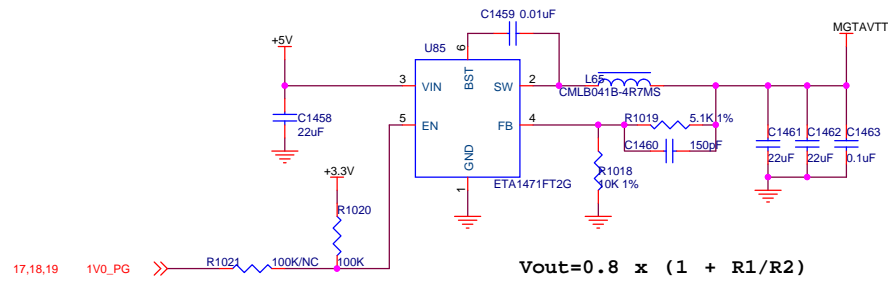 C1459 0.01uF
MGTAVTT
+5V
U85
6
BST
3 VIN
SW 2
L65
CMLB041B-4R7MS
C1458
22uF
5 EN
FB 4
R1019 5.1K 1%
C1460 150pF
C1461
22uF
C1462
22uF
C1463
0.1uF
GND
1
ETA1471FT2G
R1018
10K 1%
+3.3V
R1020
100K
17,18,19 1V0_PG
R1021 100K/NC
Vout=0.8 x (1 + R1/R2)